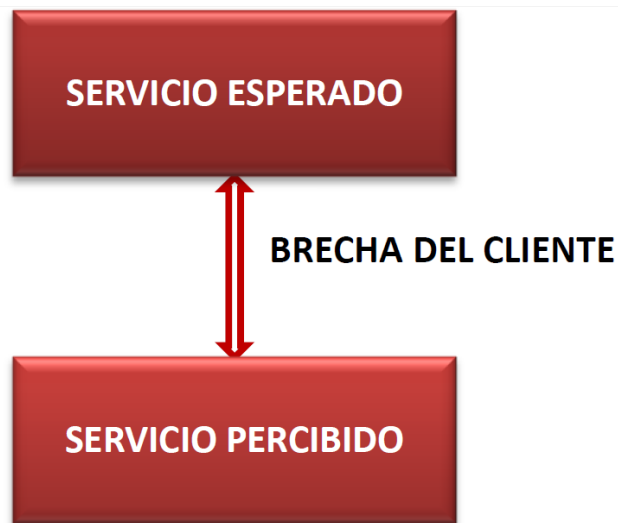 SERVICIO ESPERADO
BRECHA DEL CLIENTE
SERVICIO PERCIBIDO